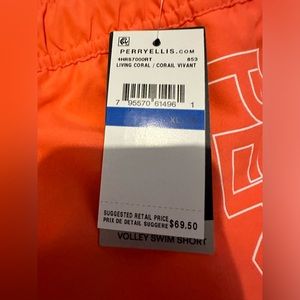 PERRYELLIS.COM
4HRS7000RT 853
LIVING CORAL / CORAIL VIVANT
7 95570 61496 1
XL
SUGGESTED RETAIL PRICE
PRIX DE DETAIL SUGGERE $69.50
VOLLEY SWIM SHORT